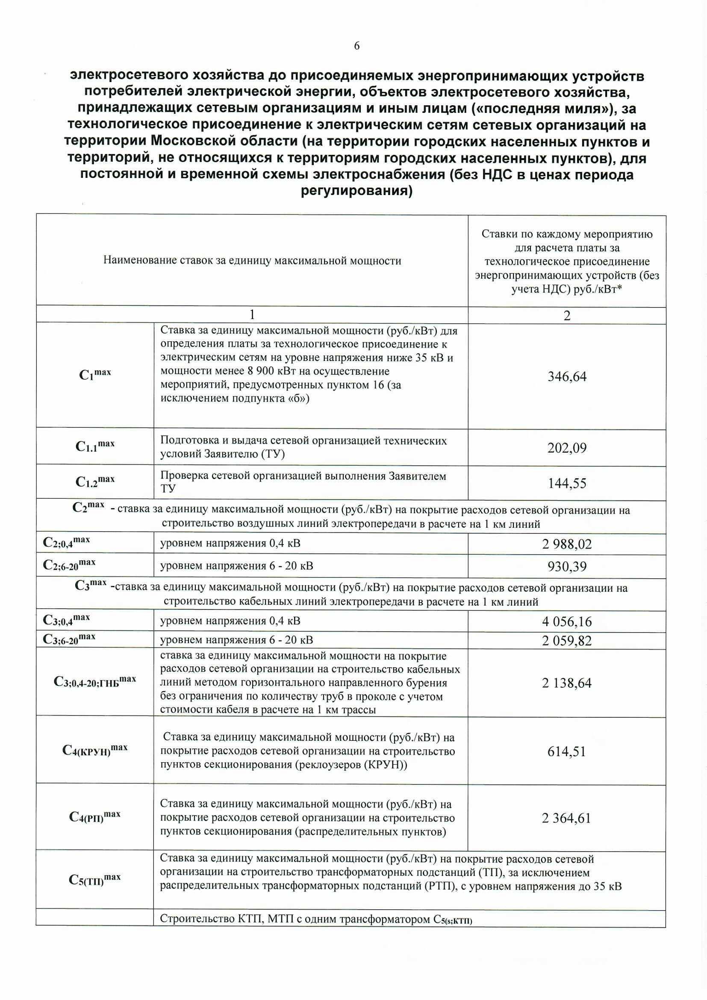 6
электросетевого хозяйства до присоединяемых энергопринимающих устройств
потребителей электрической энергии, объектов электросетевого хозяйства,
принадлежащих сетевым организациям и иным лицам («последняя миля»), за
технологическое присоединение к электрическим сетям сетевых организаций на
территории Московской области (на территории городских населенных пунктов и
территорий, не относящихся к территориям городских населенных пунктов), для
постоянной и временной схемы электроснабжения (без НДС в ценах периода
регулирования)
Наименование ставок за единицу максимальной мощности
Ставки по каждому мероприятию
для расчета платы за
технологическое присоединение
энергопринимающих устройств (без
учета НДС) руб./кВт*
1
2
C1max
Ставка за единицу максимальной мощности (руб./кВт) для
определения платы за технологическое присоединение к
электрическим сетям на уровне напряжения ниже 35 кВ и
мощности менее 8 900 кВт на осуществление
мероприятий, предусмотренных пунктом 16 (за
исключением подпункта «б»)
346,64
C1.1max
Подготовка и выдача сетевой организацией технических
условий Заявителю (ТУ)
202,09
C1.2max
Проверка сетевой организацией выполнения Заявителем
ТУ
144,55
C2max - ставка за единицу максимальной мощности (руб./кВт) на покрытие расходов сетевой организации на
строительство воздушных линий электропередачи в расчете на 1 км линий
C2;0,4max
уровнем напряжения 0,4 кВ
2 988,02
C2;6-20max
уровнем напряжения 6 - 20 кВ
930,39
C3max -ставка за единицу максимальной мощности (руб./кВт) на покрытие расходов сетевой организации на
строительство кабельных линий электропередачи в расчете на 1 км линий
C3;0,4max
уровнем напряжения 0,4 кВ
4 056,16
C3;6-20max
уровнем напряжения 6 - 20 кВ
2 059,82
C3;0,4-20;ГНБmax
ставка за единицу максимальной мощности на покрытие
расходов сетевой организации на строительство кабельных
линий методом горизонтального направленного бурения
без ограничения по количеству труб в проколе с учетом
стоимости кабеля в расчете на 1 км трассы
2 138,64
C4(КРУН)max
Ставка за единицу максимальной мощности (руб./кВт) на
покрытие расходов сетевой организации на строительство
пунктов секционирования (реклоузеров (КРУН))
614,51
C4(РП)max
Ставка за единицу максимальной мощности (руб./кВт) на
покрытие расходов сетевой организации на строительство
пунктов секционирования (распределительных пунктов)
2 364,61
C5(ТП)max
Ставка за единицу максимальной мощности (руб./кВт) на покрытие расходов сетевой
организации на строительство трансформаторных подстанций (ТП), за исключением
распределительных трансформаторных подстанций (РТП), с уровнем напряжения до 35 кВ
Строительство КТП, МТП с одним трансформатором C5(s;КТП)